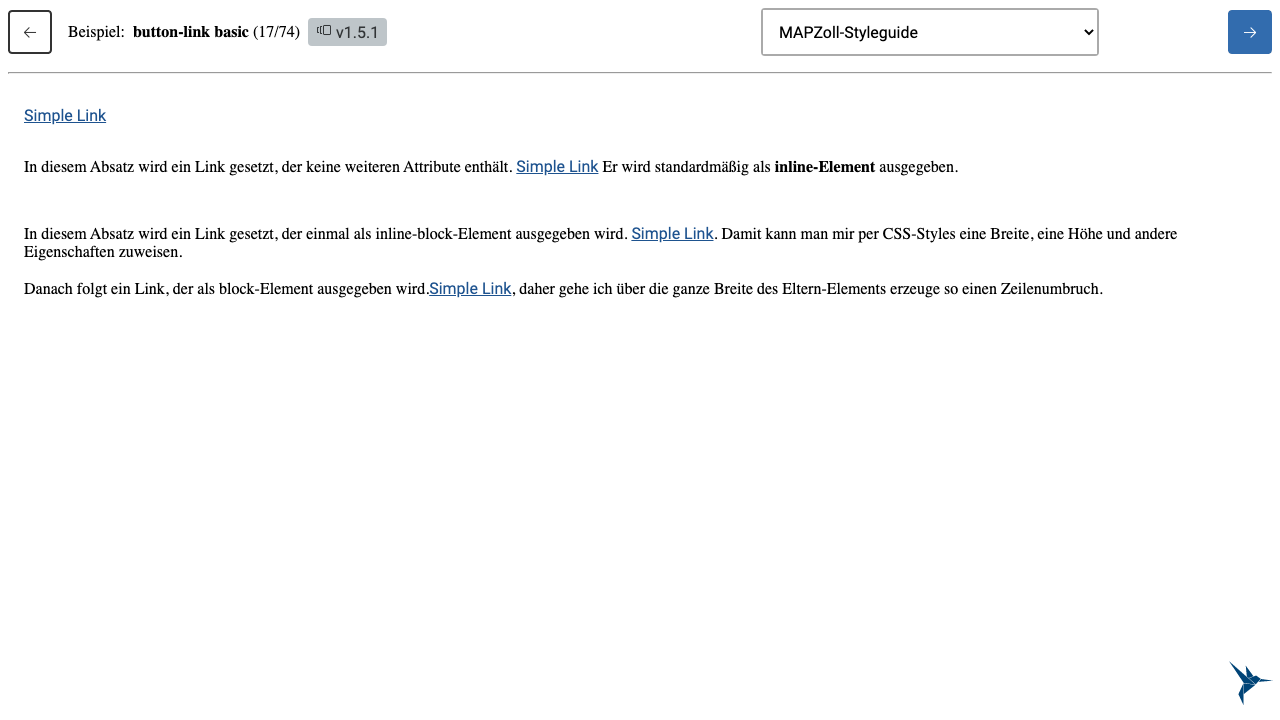 Beispiel: button-link basic (17/74) v1.5.1 MAPZoll-Styleguide
Simple Link
In diesem Absatz wird ein Link gesetzt, der keine weiteren Attribute enthält. Simple Link Er wird standardmäßig als inline-Element ausgegeben.
In diesem Absatz wird ein Link gesetzt, der einmal als inline-block-Element ausgegeben wird. Simple Link. Damit kann man mir per CSS-Styles eine Breite, eine Höhe und andere
Eigenschaften zuweisen.
Danach folgt ein Link, der als block-Element ausgegeben wird.Simple Link, daher gehe ich über die ganze Breite des Eltern-Elements erzeuge so einen Zeilenumbruch.